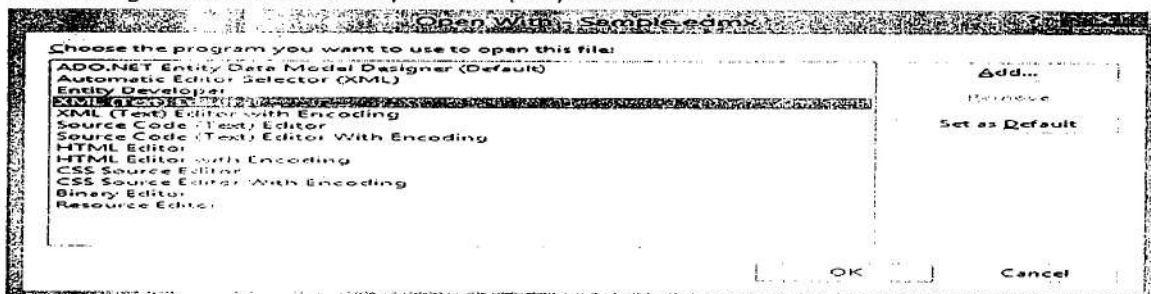 Open With - Sample.edmx
Choose the program you want to use to open this file:
ADO.NET Entity Data Model Designer (Default)
Automatic Editor Selector (XML)
Entity Developer
XML (Text) Editor
XML (Text) Editor with Encoding
Source Code (Text) Editor
Source Code (Text) Editor With Encoding
HTML Editor
HTML Editor with Encoding
CSS Source Editor
CSS Source Editor With Encoding
Binary Editor
Resource Editor
Add...
Remove
Set as Default
OK
Cancel